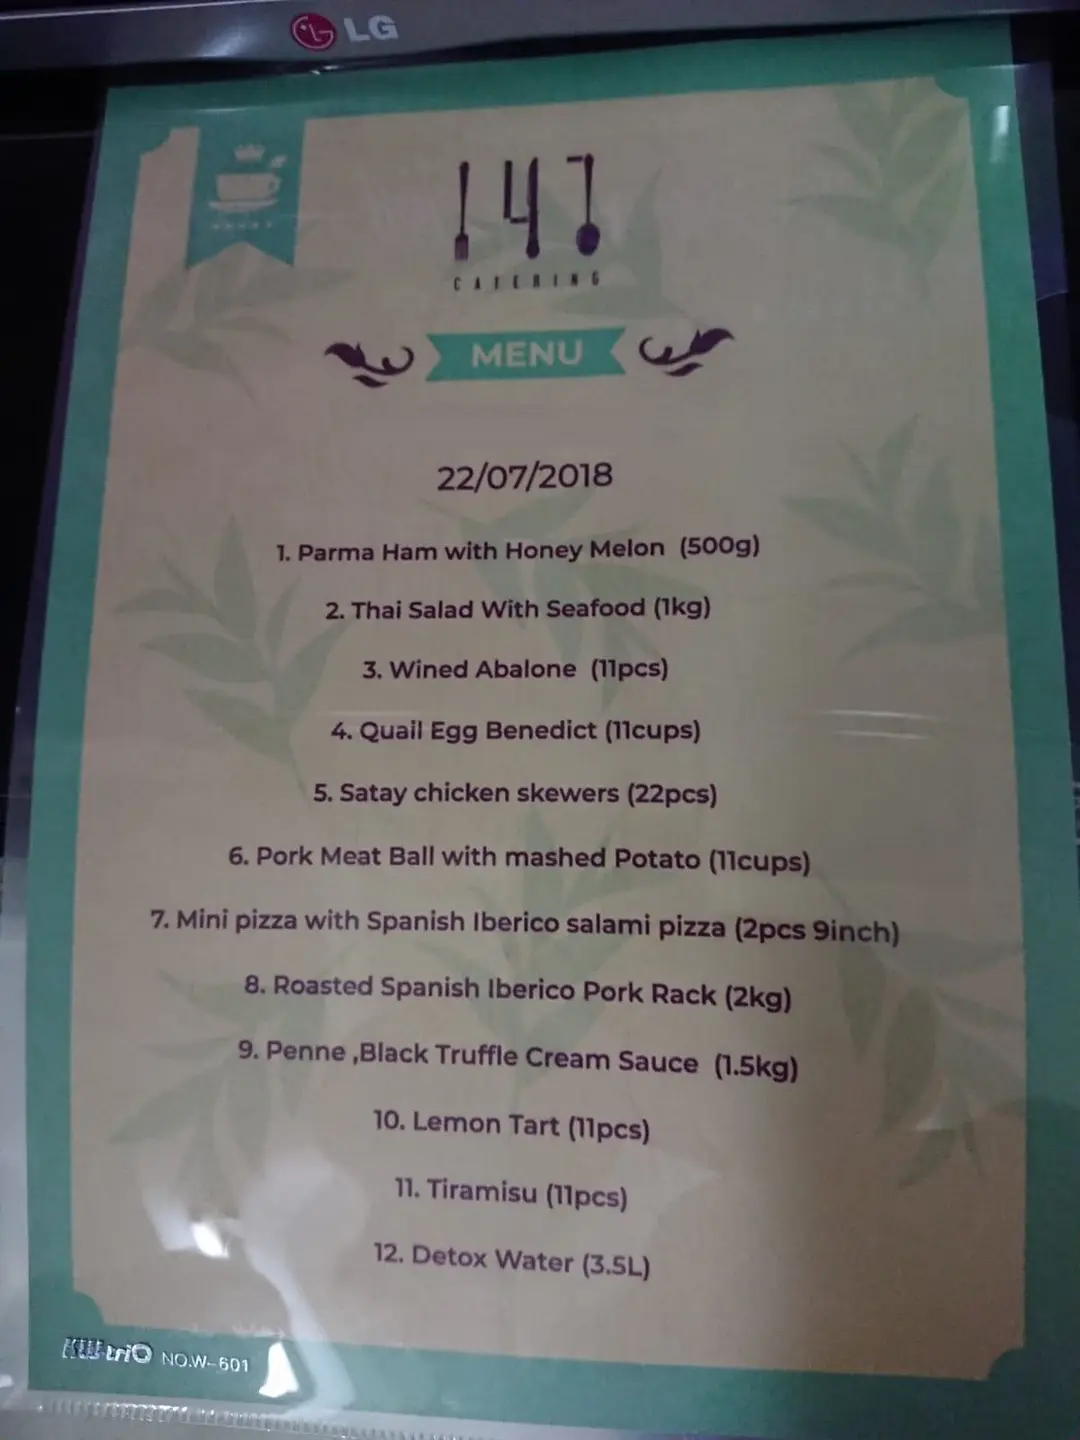 LG
147
CATERING
MENU
22/07/2018
1. Parma Ham with Honey Melon (500g)
2. Thai Salad With Seafood (1kg)
3. Wined Abalone (11pcs)
4. Quail Egg Benedict (11cups)
5. Satay chicken skewers (22pcs)
6. Pork Meat Ball with mashed Potato (11cups)
7. Mini pizza with Spanish Iberico salami pizza (2pcs 9inch)
8. Roasted Spanish Iberico Pork Rack (2kg)
9. Penne ,Black Truffle Cream Sauce (1.5kg)
10. Lemon Tart (11pcs)
11. Tiramisu (11pcs)
12. Detox Water (3.5L)
NO.W-601